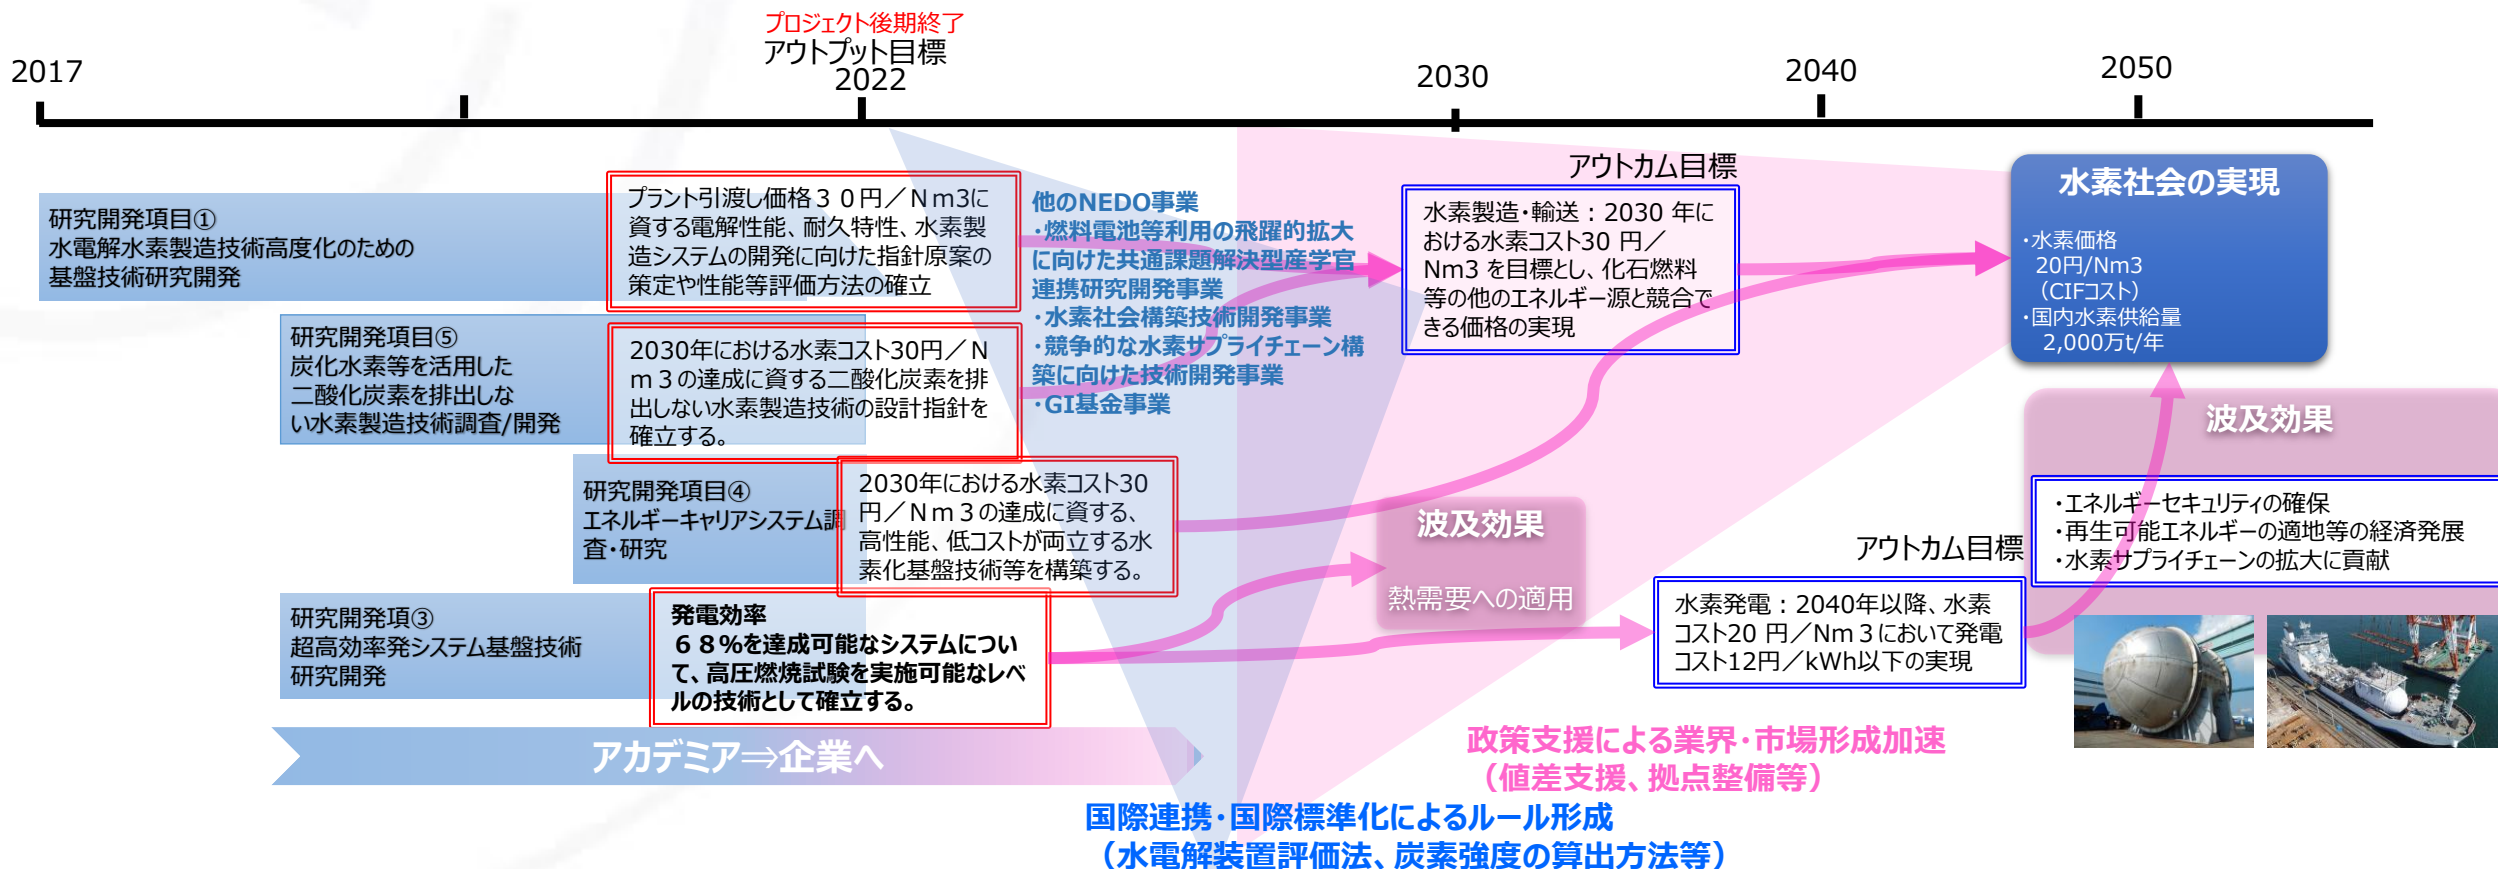 プロジェクト後期終了
アウトプット目標
2017
2022
2030
2040
2050
研究開発項目①
水電解水素製造技術高度化のための
基盤技術研究開発
プラント引渡し価格３０円／Ｎｍ3に
資する電解性能、耐久特性、水素製
造システムの開発に向けた指針原案の
策定や性能等評価方法の確立
他のNEDO事業
・燃料電池等利用の飛躍的拡大
に向けた共通課題解決型産学官
連携研究開発事業
・水素社会構築技術開発事業
・競争的な水素サプライチェーン構
築に向けた技術開発事業
・GI基金事業
アウトカム目標
水素製造・輸送：2030 年に
おける水素コスト30 円／
Nm3 を目標とし、化石燃料
等の他のエネルギー源と競合で
きる価格の実現
水素社会の実現
・水素価格
20円/Nm3
（CIFコスト）
・国内水素供給量
2,000万t/年
研究開発項目⑤
炭化水素等を活用した
二酸化炭素を排出しな
い水素製造技術調査/開発
2030年における水素コスト30円／Ｎ
ｍ３の達成に資する二酸化炭素を排
出しない水素製造技術の設計指針を
確立する。
研究開発項目④
エネルギーキャリアシステム調
査・研究
2030年における水素コスト30
円／Ｎｍ３の達成に資する、
高性能、低コストが両立する水
素化基盤技術等を構築する。
波及効果
熱需要への適用
波及効果
・エネルギーセキュリティの確保
・再生可能エネルギーの適地等の経済発展
・水素サプライチェーンの拡大に貢献
研究開発項③
超高効率発システム基盤技術
研究開発
発電効率
６８％を達成可能なシステムについ
て、高圧燃焼試験を実施可能なレベ
ルの技術として確立する。
アウトカム目標
水素発電：2040年以降、水素
コスト20 円／Nm３において発電
コスト12円／kWh以下の実現
アカデミア⇒企業へ
政策支援による業界・市場形成加速
（値差支援、拠点整備等）
国際連携・国際標準化によるルール形成
（水電解装置評価法、炭素強度の算出方法等）